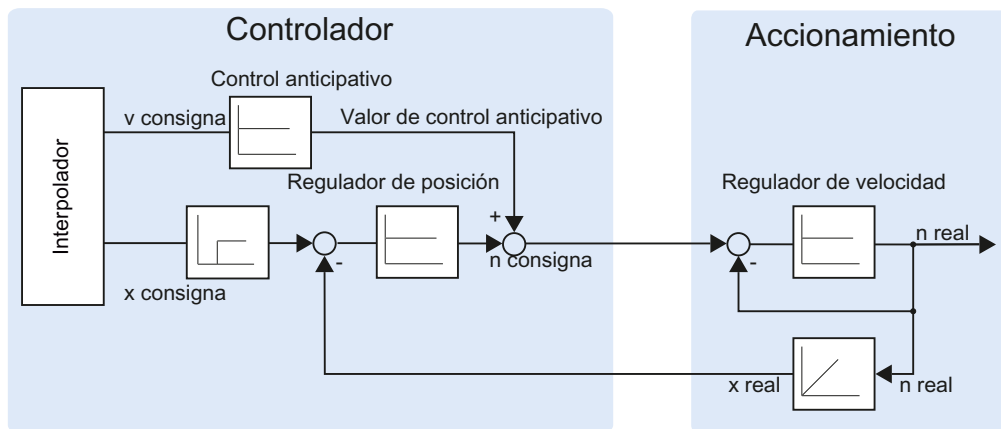 Controlador
Accionamiento
Control anticipativo
v consigna
Valor de control anticipativo
Interpolador
Regulador de posición
Regulador de velocidad
+
n real
-
n consigna
-
x consigna
x real
n real